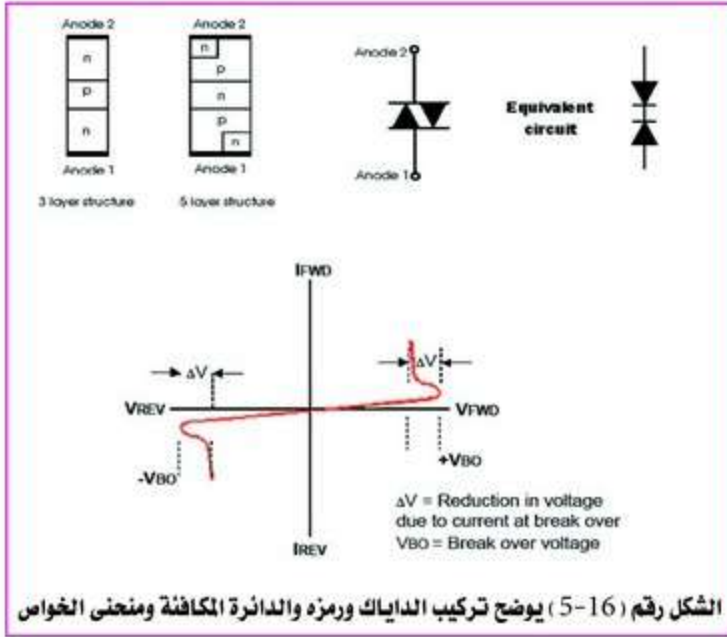 Anode 2
n
p
n
Anode 1
3 layer structure
Anode 2
n
p
n
p
n
Anode 1
5 layer structure
Anode 2
Anode 1
Equivalent
circuit
IFWD
ΔV
ΔV
VREV
VFWD
-VBO
+VBO
ΔV = Reduction in voltage
due to current at break over
VBO = Break over voltage
IREV
الشكل رقم (16-5) يوضح تركيب الداياك ورمزه والدائرة المكافئة ومنحنى الخواص